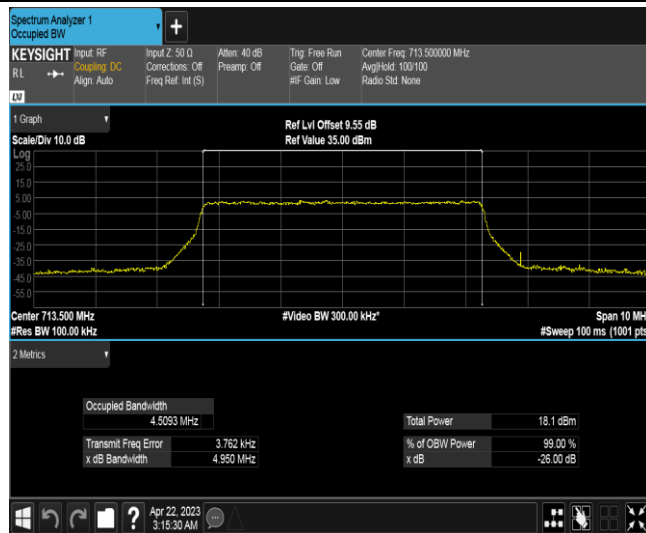 Spectrum Analyzer 1
Occupied BW
+
KEYSIGHT
RL
Input: RF
Coupling: DC
Align: Auto
Input Z: 50 Ω
Corrections: Off
Freq Ref: Int (S)
Atten: 40 dB
Preamp: Off
Trig: Free Run
Gate: Off
#IF Gain: Low
Center Freq: 713.500000 MHz
Avg|Hold: 100/100
Radio Std: None
LXI
1 Graph
Scale/Div 10.0 dB
Ref Lvl Offset 9.55 dB
Ref Value 35.00 dBm
Log
25.0
15.0
5.00
-5.00
-15.0
-25.0
-35.0
-45.0
-55.0
Center 713.500 MHz
#Video BW 300.00 kHz*
Span 10 MH
#Res BW 100.00 kHz
#Sweep 100 ms (1001 pts
2 Metrics
Occupied Bandwidth
4.5093 MHz
Total Power 18.1 dBm
Transmit Freq Error 3.762 kHz
% of OBW Power 99.00 %
x dB Bandwidth 4.950 MHz
x dB -26.00 dB
?
Apr 22, 2023
3:15:30 AM